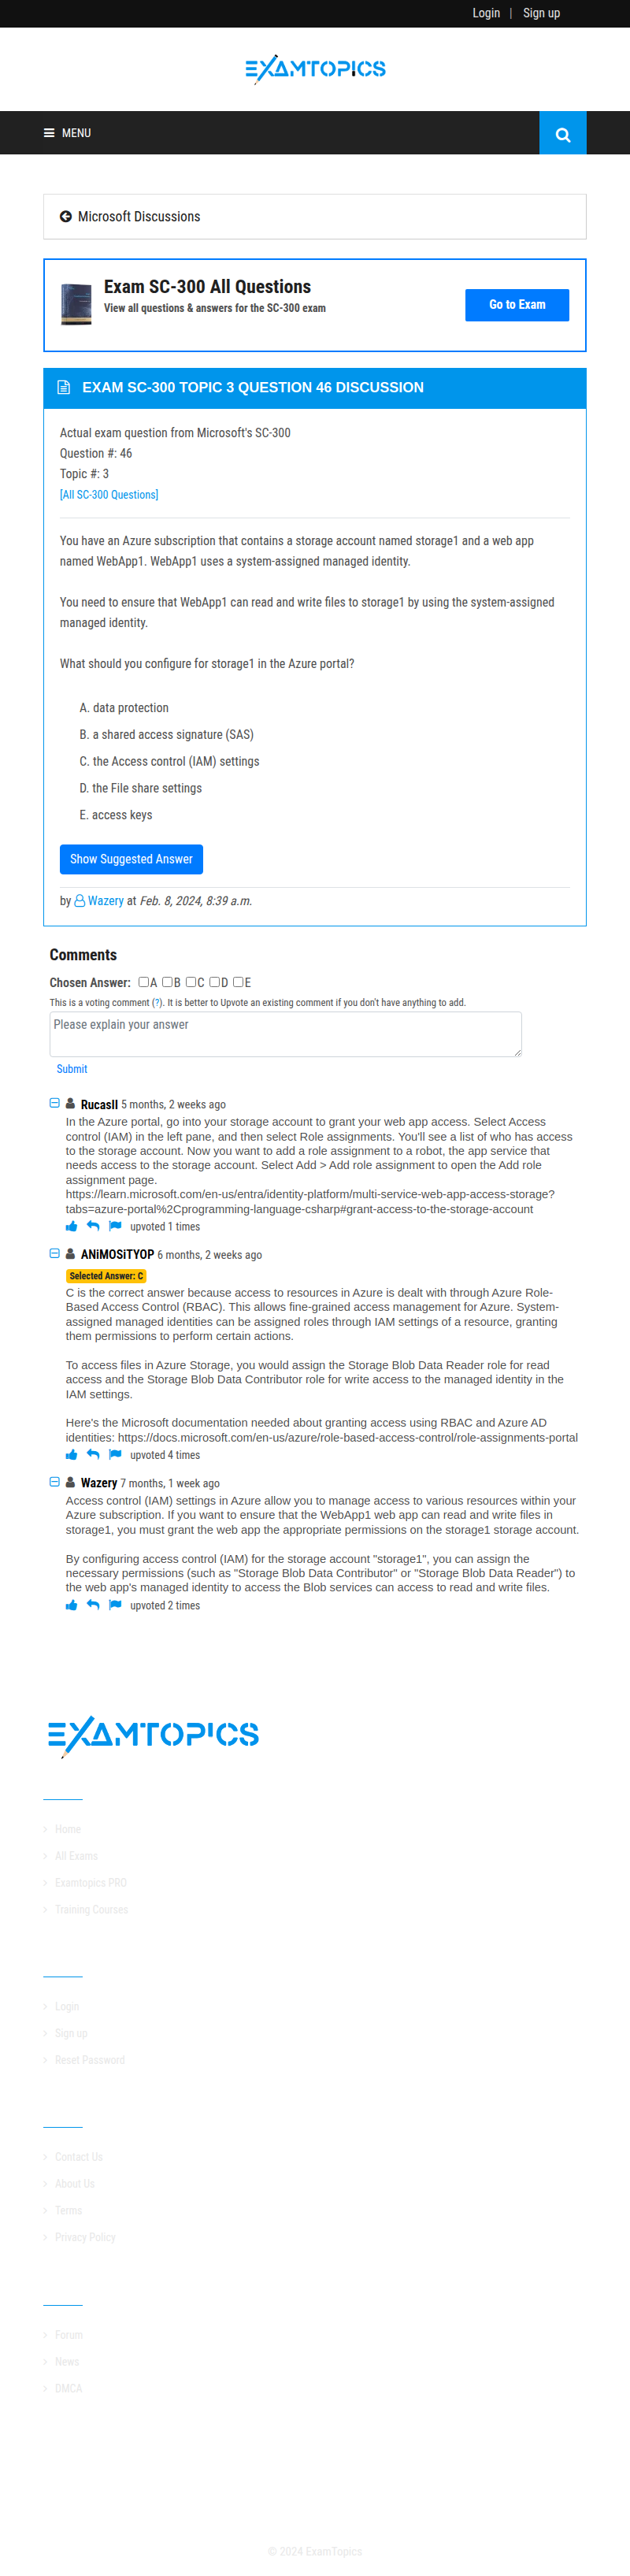 Login | Sign up
EXAMTOPICS
MENU
Microsoft Discussions
Exam SC-300 All Questions
View all questions & answers for the SC-300 exam
Go to Exam
EXAM SC-300 TOPIC 3 QUESTION 46 DISCUSSION
Actual exam question from Microsoft's SC-300
Question #: 46
Topic #: 3
[All SC-300 Questions]
You have an Azure subscription that contains a storage account named storage1 and a web app
named WebApp1. WebApp1 uses a system-assigned managed identity.
You need to ensure that WebApp1 can read and write files to storage1 by using the system-assigned
managed identity.
What should you configure for storage1 in the Azure portal?
A. data protection
B. a shared access signature (SAS)
C. the Access control (IAM) settings
D. the File share settings
E. access keys
Show Suggested Answer
by Wazery at Feb. 8, 2024, 8:39 a.m.
Comments
Chosen Answer: A B C D E
This is a voting comment (?). It is better to Upvote an existing comment if you don't have anything to add.
Please explain your answer
Submit
RucasII 5 months, 2 weeks ago
In the Azure portal, go into your storage account to grant your web app access. Select Access
control (IAM) in the left pane, and then select Role assignments. You'll see a list of who has access
to the storage account. Now you want to add a role assignment to a robot, the app service that
needs access to the storage account. Select Add > Add role assignment to open the Add role
assignment page.
https://learn.microsoft.com/en-us/entra/identity-platform/multi-service-web-app-access-storage?
tabs=azure-portal%2Cprogramming-language-csharp#grant-access-to-the-storage-account
upvoted 1 times
ANiMOSiTYOP 6 months, 2 weeks ago
Selected Answer: C
C is the correct answer because access to resources in Azure is dealt with through Azure Role-
Based Access Control (RBAC). This allows fine-grained access management for Azure. System-
assigned managed identities can be assigned roles through IAM settings of a resource, granting
them permissions to perform certain actions.
To access files in Azure Storage, you would assign the Storage Blob Data Reader role for read
access and the Storage Blob Data Contributor role for write access to the managed identity in the
IAM settings.
Here's the Microsoft documentation needed about granting access using RBAC and Azure AD
identities: https://docs.microsoft.com/en-us/azure/role-based-access-control/role-assignments-portal
upvoted 4 times
Wazery 7 months, 1 week ago
Access control (IAM) settings in Azure allow you to manage access to various resources within your
Azure subscription. If you want to ensure that the WebApp1 web app can read and write files in
storage1, you must grant the web app the appropriate permissions on the storage1 storage account.
By configuring access control (IAM) for the storage account "storage1", you can assign the
necessary permissions (such as "Storage Blob Data Contributor" or "Storage Blob Data Reader") to
the web app's managed identity to access the Blob services can access to read and write files.
upvoted 2 times
EXAMTOPICS
Home
All Exams
Examtopics PRO
Training Courses
Login
Sign up
Reset Password
Contact Us
About Us
Terms
Privacy Policy
Forum
News
DMCA
© 2024 ExamTopics